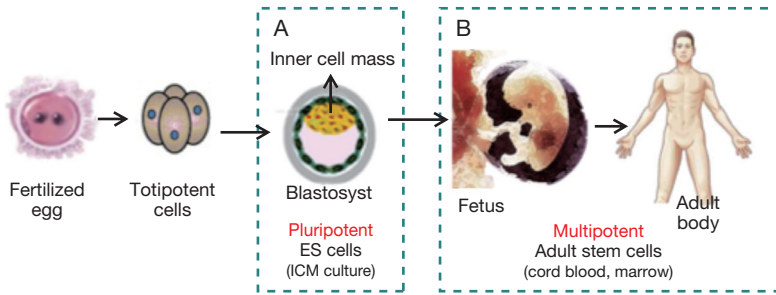 A
B
Inner cell mass
Fertilized
egg
Totipotent
cells
Blastosyst
Pluripotent
ES cells
(ICM culture)
Fetus
Adult
body
Multipotent
Adult stem cells
(cord blood, marrow)